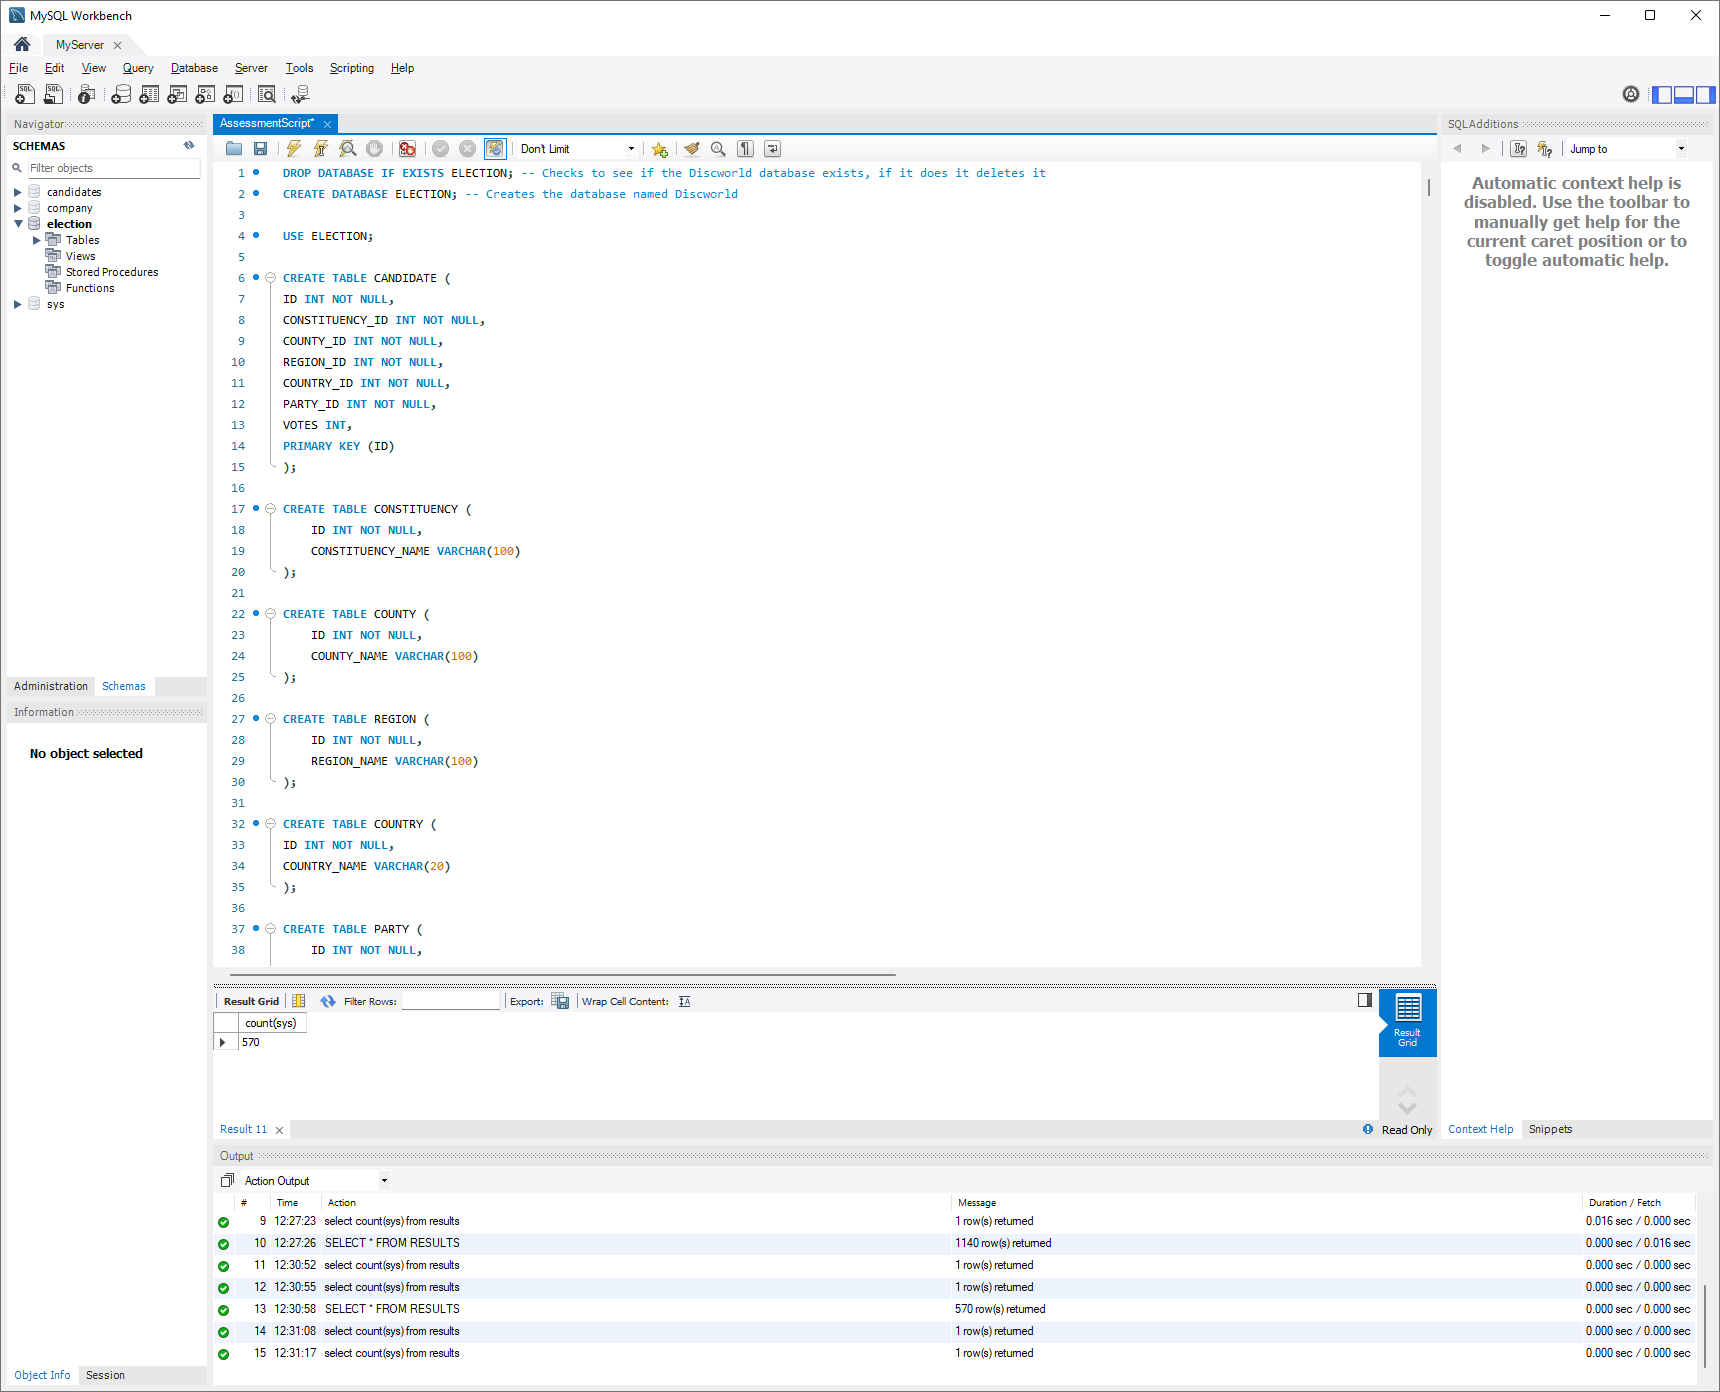 MySQL Workbench
MyServer
File Edit View Query Database Server Tools Scripting Help
Navigator
SCHEMAS
Filter objects
candidates
company
election
Tables
Views
Stored Procedures
Functions
sys
Administration Schemas
Information
No object selected
Object Info Session
AssessmentScript*
Don't Limit
1 DROP DATABASE IF EXISTS ELECTION; -- Checks to see if the Discworld database exists, if it does it deletes it
2 CREATE DATABASE ELECTION; -- Creates the database named Discworld
3
4 USE ELECTION;
5
6 CREATE TABLE CANDIDATE (
7 ID INT NOT NULL,
8 CONSTITUENCY_ID INT NOT NULL,
9 COUNTY_ID INT NOT NULL,
10 REGION_ID INT NOT NULL,
11 COUNTRY_ID INT NOT NULL,
12 PARTY_ID INT NOT NULL,
13 VOTES INT,
14 PRIMARY KEY (ID)
15 );
16
17 CREATE TABLE CONSTITUENCY (
18 ID INT NOT NULL,
19 CONSTITUENCY_NAME VARCHAR(100)
20 );
21
22 CREATE TABLE COUNTY (
23 ID INT NOT NULL,
24 COUNTY_NAME VARCHAR(100)
25 );
26
27 CREATE TABLE REGION (
28 ID INT NOT NULL,
29 REGION_NAME VARCHAR(100)
30 );
31
32 CREATE TABLE COUNTRY (
33 ID INT NOT NULL,
34 COUNTRY_NAME VARCHAR(20)
35 );
36
37 CREATE TABLE PARTY (
38 ID INT NOT NULL,
Result Grid Filter Rows: Export: Wrap Cell Content:
count(sys)
570
Result
Grid
Result 11
Read Only
SQLAdditions
Jump to
Automatic context help is
disabled. Use the toolbar to
manually get help for the
current caret position or to
toggle automatic help.
Context Help Snippets
Output
Action Output
# Time Action Message Duration / Fetch
9 12:27:23 select count(sys) from results 1 row(s) returned 0.016 sec / 0.000 sec
10 12:27:26 SELECT * FROM RESULTS 1140 row(s) returned 0.000 sec / 0.016 sec
11 12:30:52 select count(sys) from results 1 row(s) returned 0.000 sec / 0.000 sec
12 12:30:55 select count(sys) from results 1 row(s) returned 0.000 sec / 0.000 sec
13 12:30:58 SELECT * FROM RESULTS 570 row(s) returned 0.000 sec / 0.000 sec
14 12:31:08 select count(sys) from results 1 row(s) returned 0.000 sec / 0.000 sec
15 12:31:17 select count(sys) from results 1 row(s) returned 0.000 sec / 0.000 sec